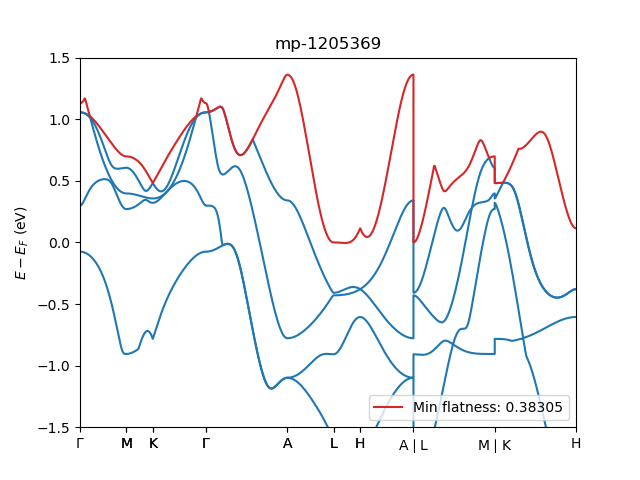 mp-1205369
1.5
1.0
0.5
0.0
−0.5
−1.0
−1.5
E − E_F (eV)
Γ M K Γ A L H A | L M | K H
Min flatness: 0.38305